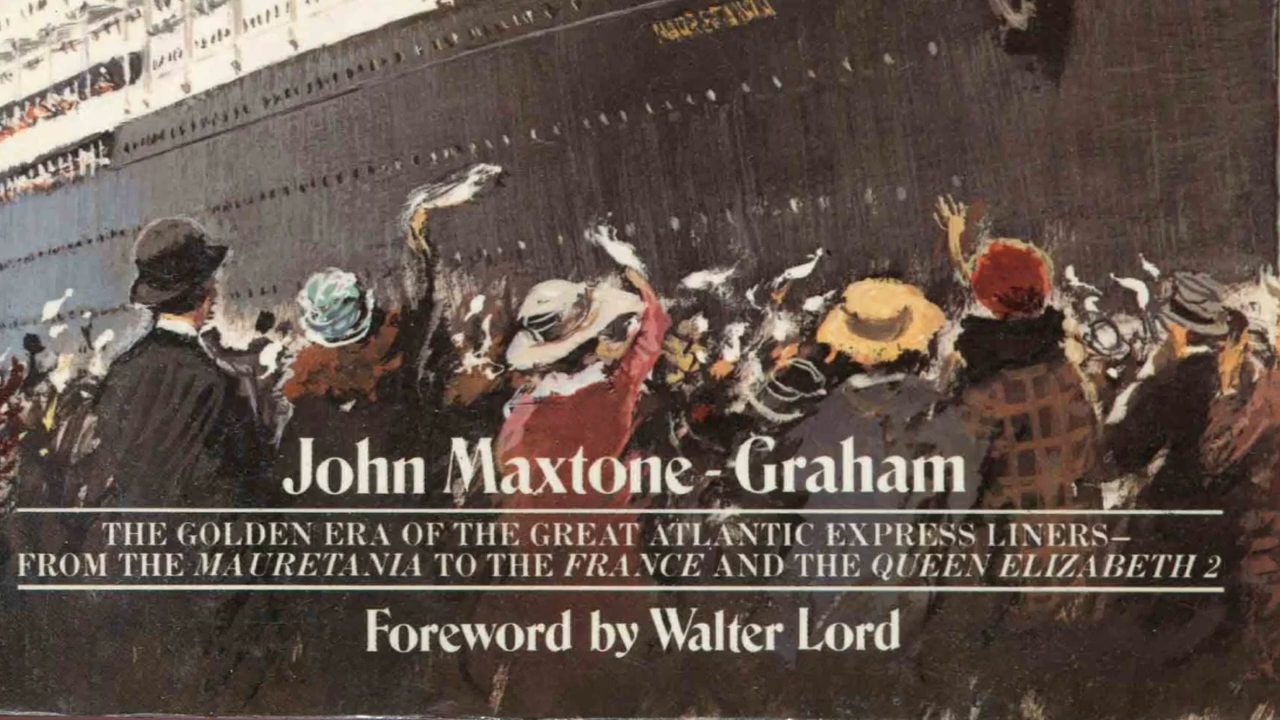 MAURETANIA
John Maxtone-Graham
THE GOLDEN ERA OF THE GREAT ATLANTIC EXPRESS LINERS—
FROM THE MAURETANIA TO THE FRANCE AND THE QUEEN ELIZABETH 2
Foreword by Walter Lord